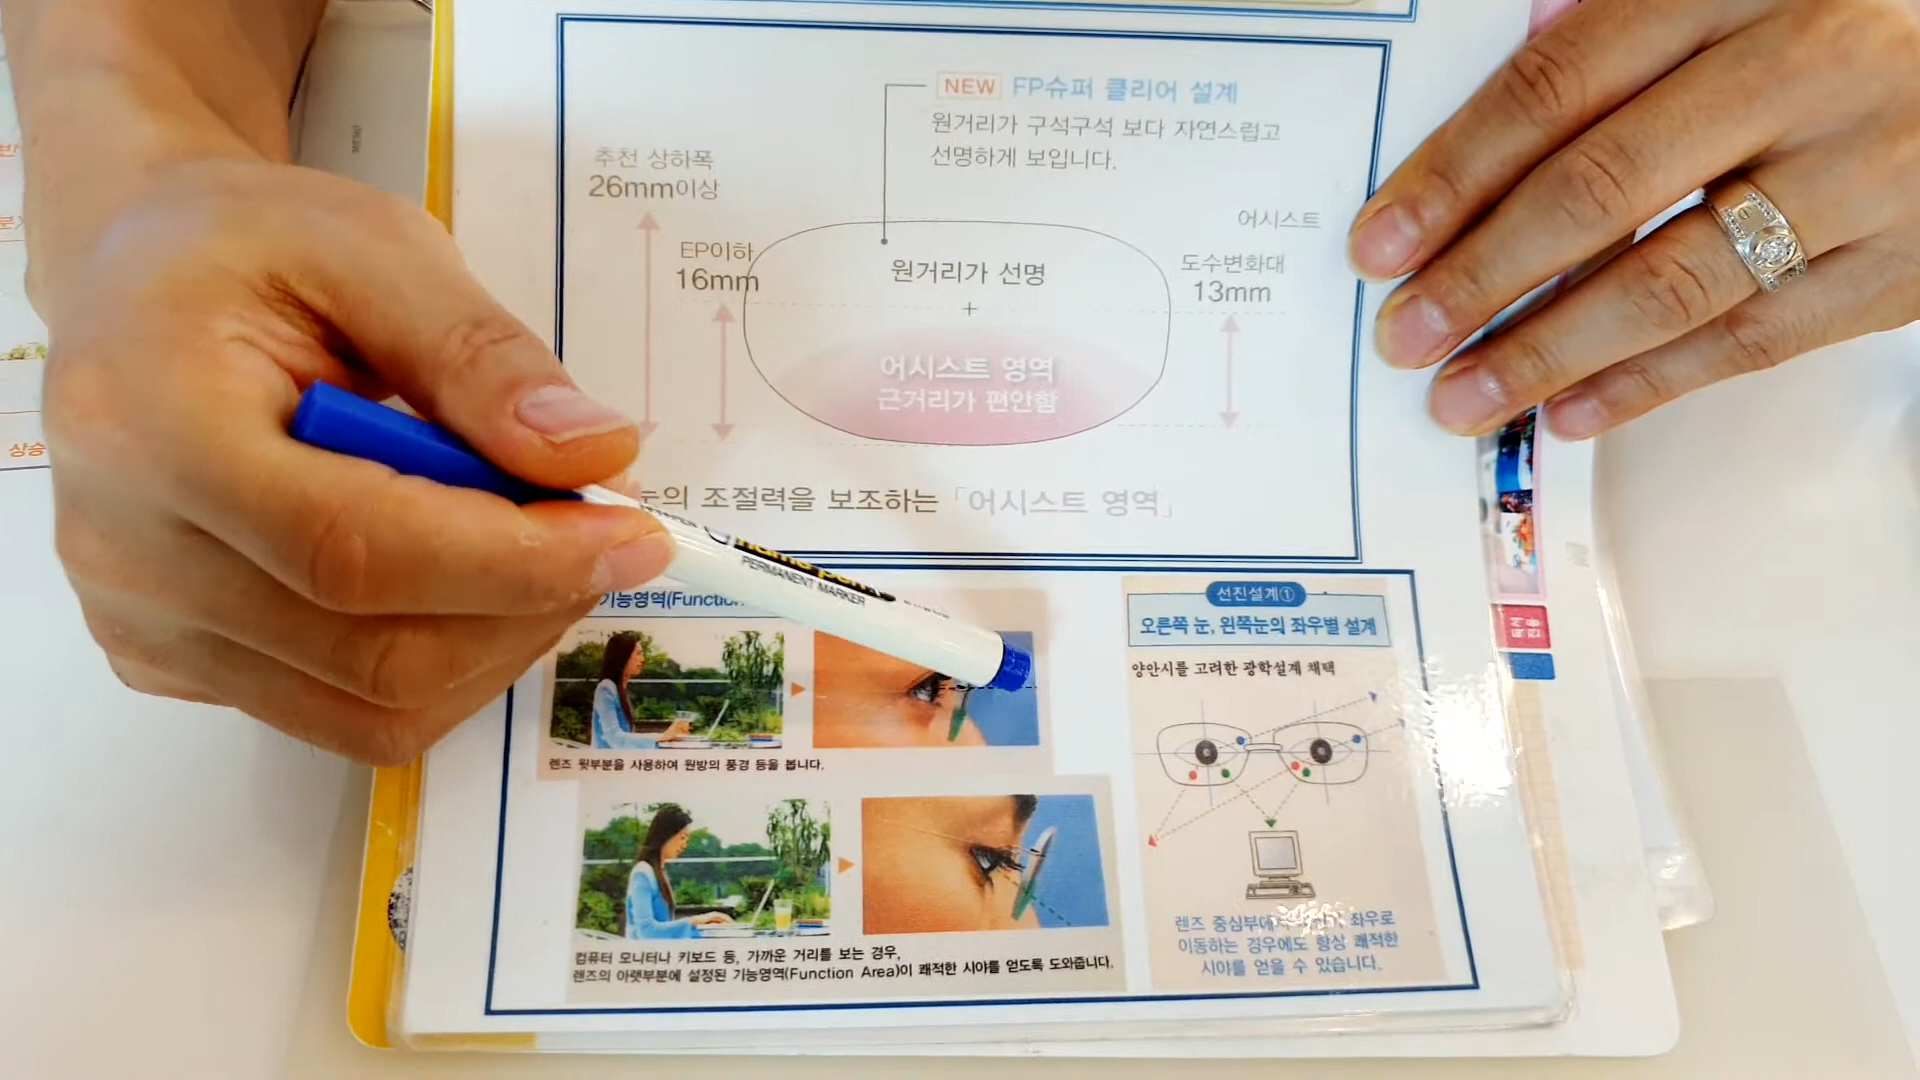 NEW FP슈퍼 클리어 설계
원거리가 구석구석 보다 자연스럽고
선명하게 보입니다.
추천 상하폭
26mm이상
EP이하
16mm
어시스트
도수변화대
13mm
원거리가 선명
+
어시스트 영역
근거리가 편안함
눈의 조절력을 보조하는 「어시스트 영역」
PERMANENT MARKER
기능영역(Function
렌즈 윗부분을 사용하여 원방의 풍경 등을 봅니다.
컴퓨터 모니터나 키보드 등, 가까운 거리를 보는 경우,
렌즈의 아랫부분에 설정된 기능영역(Function Area)이 쾌적한 시야를 얻도록 도와줍니다.
선진설계①
오른쪽 눈, 왼쪽눈의 좌우별 설계
양안시를 고려한 광학설계 채택
렌즈 중심부에서 좌우로
이동하는 경우에도 항상 쾌적한
시야를 얻을 수 있습니다.
상승